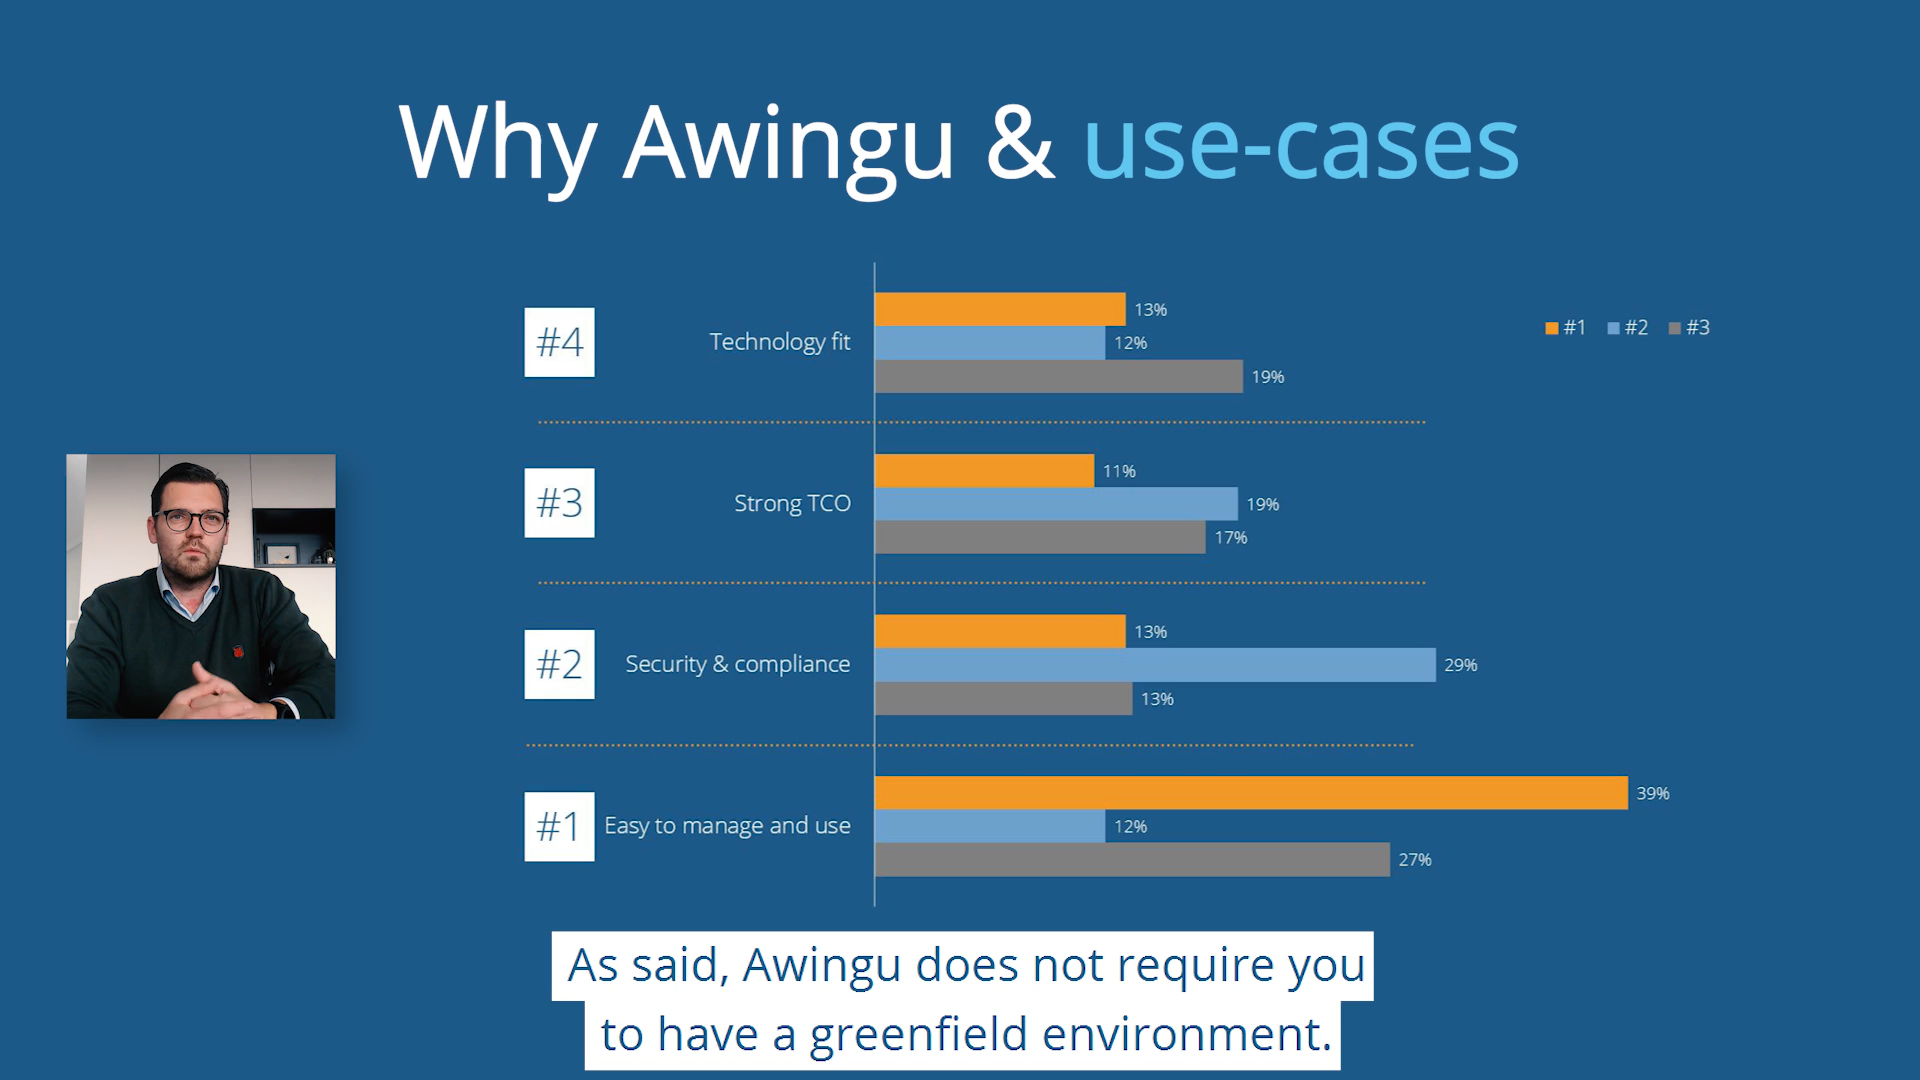 Why Awingu & use-cases
#1 #2 #3
#4 Technology fit
13%
12%
19%
#3 Strong TCO
11%
19%
17%
#2 Security & compliance
13%
29%
13%
#1 Easy to manage and use
39%
12%
27%
As said, Awingu does not require you
to have a greenfield environment.